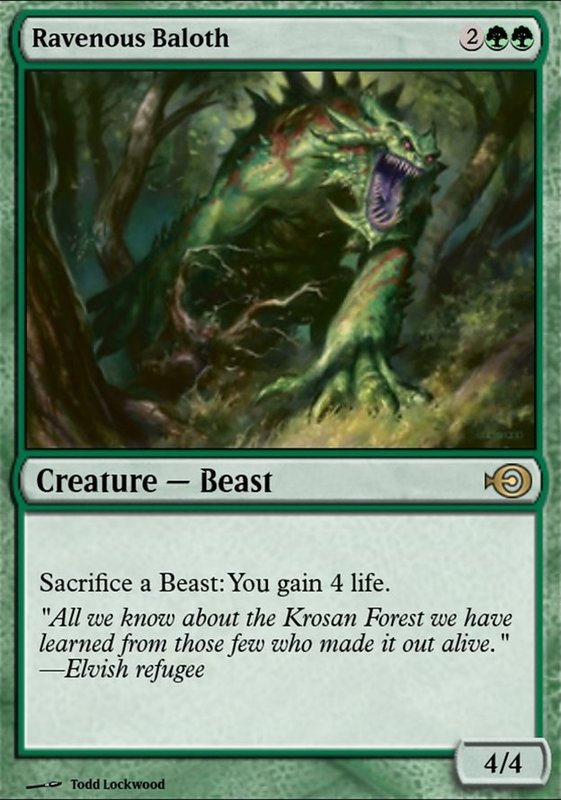 Ravenous Baloth 2
Creature — Beast
Sacrifice a Beast: You gain 4 life.
"All we know about the Krosan Forest we have
learned from those few who made it out alive."
—Elvish refugee
4/4
Todd Lockwood